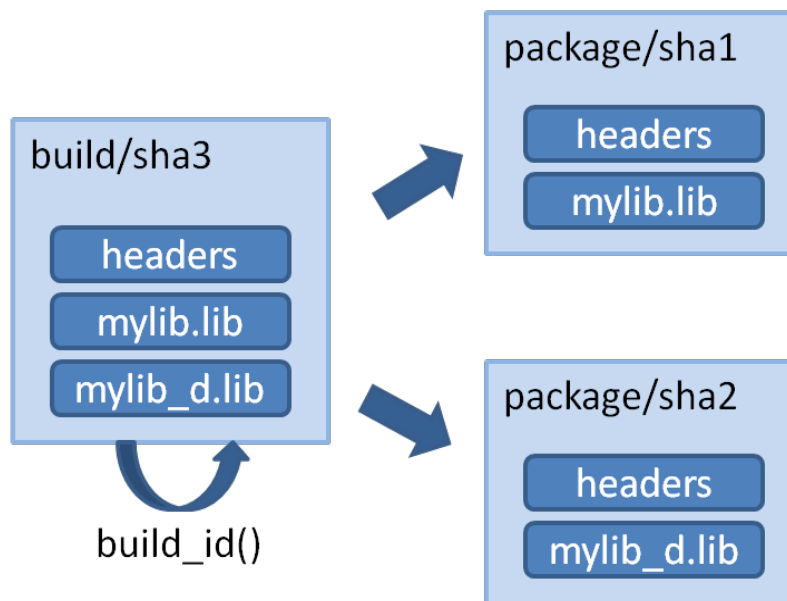 build/sha3
headers
mylib.lib
mylib_d.lib
build_id()
package/sha1
headers
mylib.lib
package/sha2
headers
mylib_d.lib